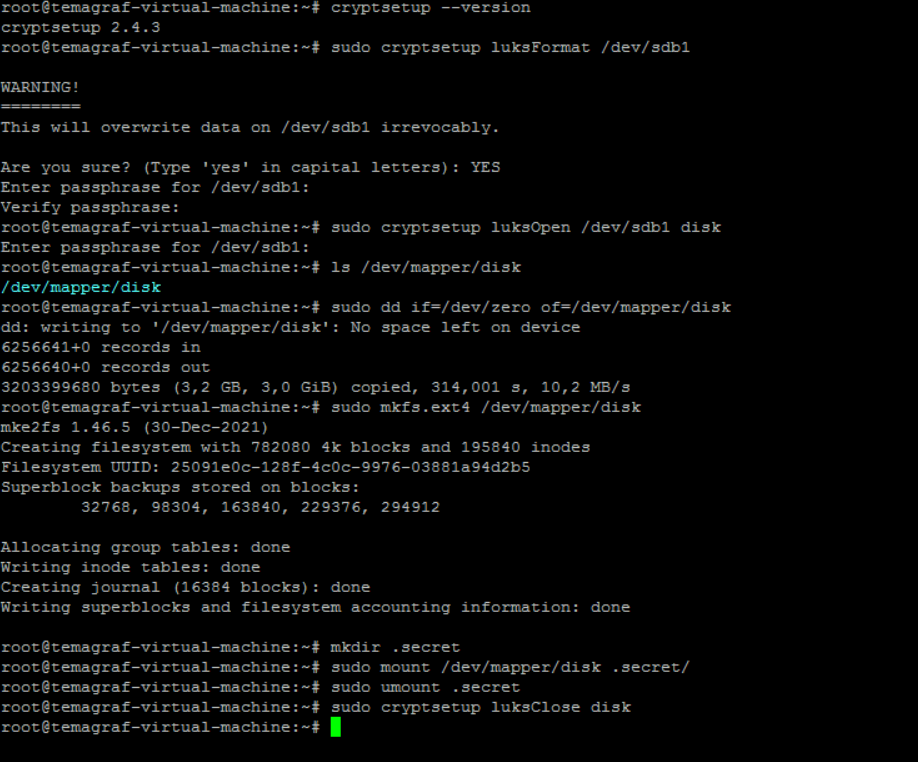 root@temagraf-virtual-machine:~# cryptsetup --version
cryptsetup 2.4.3
root@temagraf-virtual-machine:~# sudo cryptsetup luksFormat /dev/sdb1
WARNING!
========
This will overwrite data on /dev/sdb1 irrevocably.
Are you sure? (Type 'yes' in capital letters): YES
Enter passphrase for /dev/sdb1:
Verify passphrase:
root@temagraf-virtual-machine:~# sudo cryptsetup luksOpen /dev/sdb1 disk
Enter passphrase for /dev/sdb1:
root@temagraf-virtual-machine:~# ls /dev/mapper/disk
/dev/mapper/disk
root@temagraf-virtual-machine:~# sudo dd if=/dev/zero of=/dev/mapper/disk
dd: writing to '/dev/mapper/disk': No space left on device
6256641+0 records in
6256640+0 records out
3203399680 bytes (3,2 GB, 3,0 GiB) copied, 314,001 s, 10,2 MB/s
root@temagraf-virtual-machine:~# sudo mkfs.ext4 /dev/mapper/disk
mke2fs 1.46.5 (30-Dec-2021)
Creating filesystem with 782080 4k blocks and 195840 inodes
Filesystem UUID: 25091e0c-128f-4c0c-9976-03881a94d2b5
Superblock backups stored on blocks:
        32768, 98304, 163840, 229376, 294912
Allocating group tables: done
Writing inode tables: done
Creating journal (16384 blocks): done
Writing superblocks and filesystem accounting information: done
root@temagraf-virtual-machine:~# mkdir .secret
root@temagraf-virtual-machine:~# sudo mount /dev/mapper/disk .secret/
root@temagraf-virtual-machine:~# sudo umount .secret
root@temagraf-virtual-machine:~# sudo cryptsetup luksClose disk
root@temagraf-virtual-machine:~#